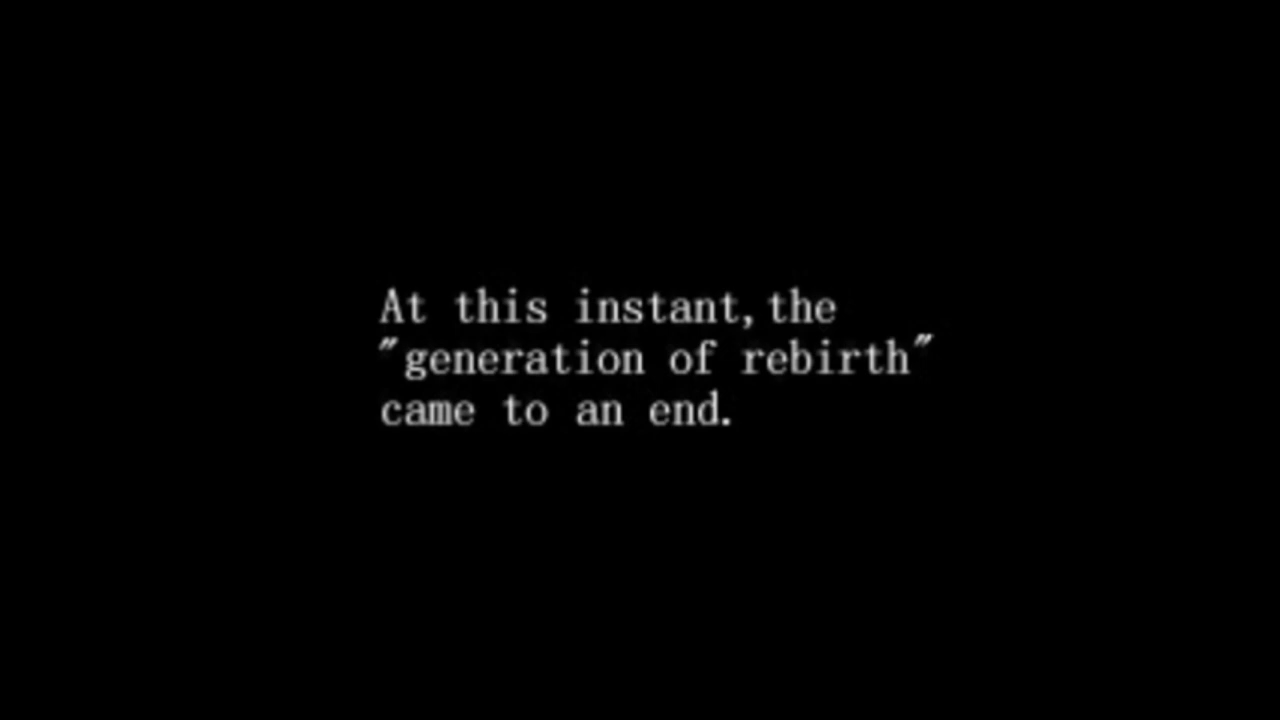 At this instant,the
"generation of rebirth"
came to an end.